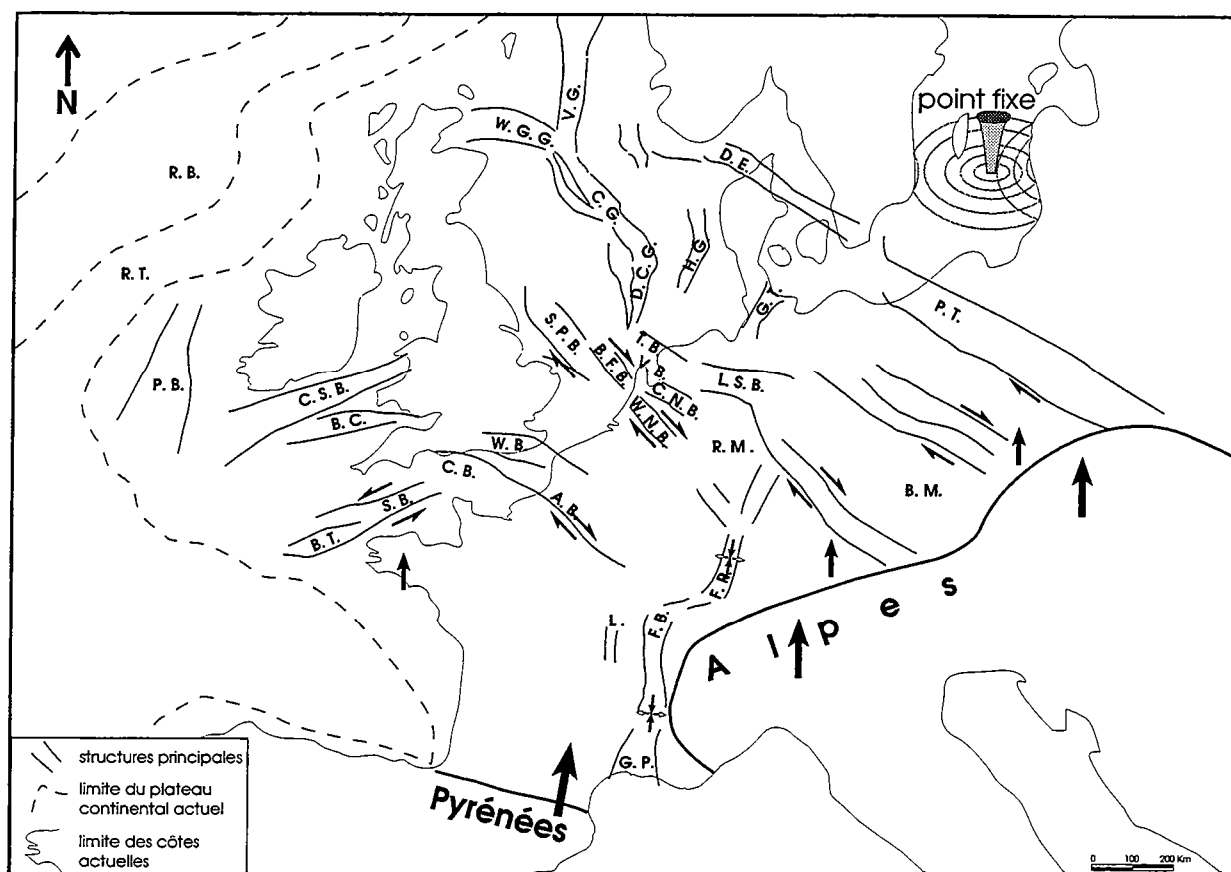 N
point fixe
V. G.
W. G. G.
D. E.
R. B.
C. G.
H. G
D. C. G.
R. T.
G. T.
P. T.
S. P. B.
T. B.
B. F. B.
V. B.
P. B.
C. S. B.
L. S. B.
C. N. B.
B. C.
W. N. B.
W. B.
R. M.
C. B.
B. M.
S. B.
A. B.
B. T.
F. R.
L.
F. B.
Alpes
G. P.
Pyrénées
structures principales
limite du plateau
continental actuel
limite des côtes
actuelles
0 100 200 Km